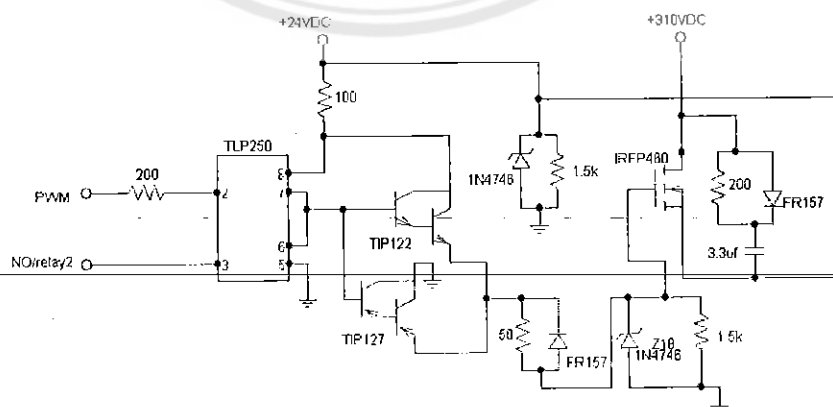 +24VDC
+310VDC
100
TLP250
200
PWM
2
8
7
6
5
3
NO/relay2
TIP122
TIP127
1N4746
1.5k
IRFP460
200
FR157
3.3uf
50
FR157
Z18
1N4746
1.5k